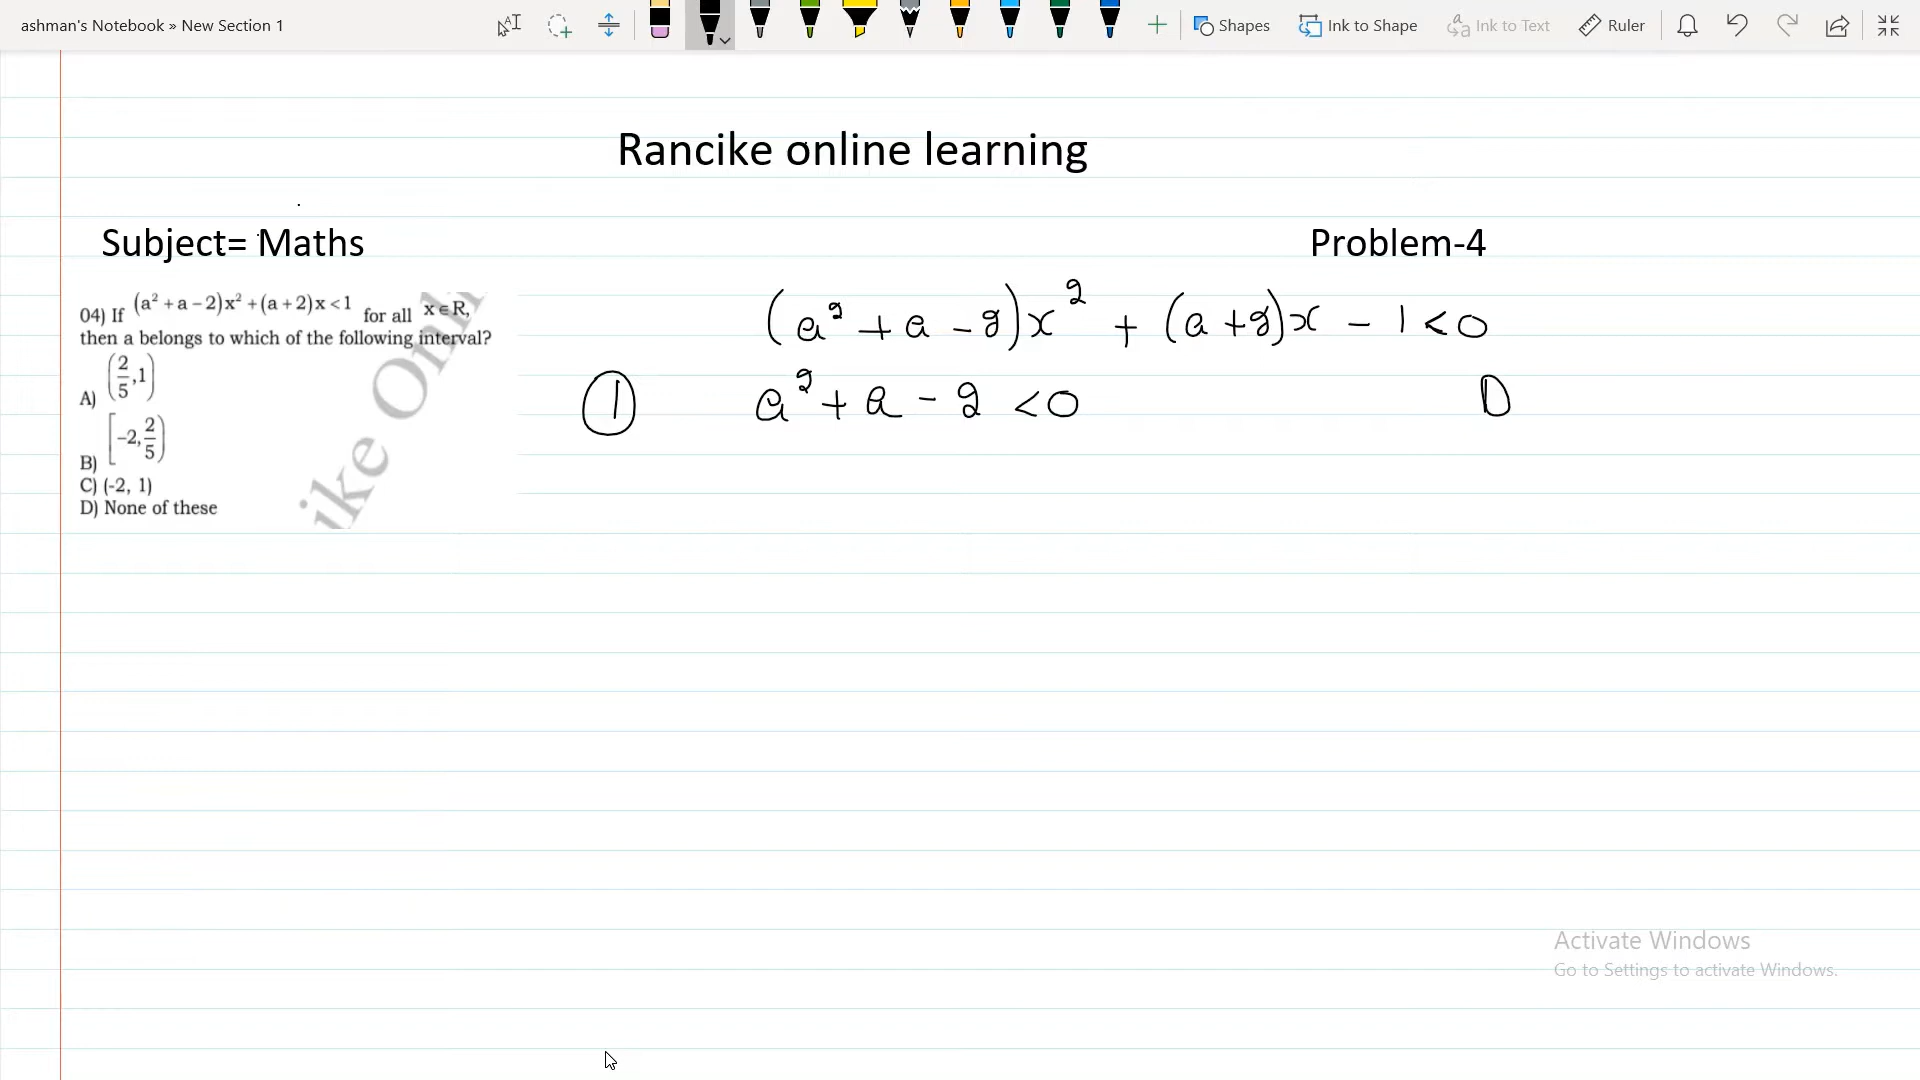 ashman's Notebook » New Section 1
Shapes
Ink to Shape
Ink to Text
Ruler
Rancike online learning
Subject= Maths
Problem-4
04) If (a² + a − 2)x² + (a + 2)x < 1 for all x ∈ R,
then a belongs to which of the following interval?
A) (2/5, 1)
B) [−2, 2/5)
C) (-2, 1)
D) None of these
ike Onli
(a² + a - 2)x² + (a + 2)x - 1 < 0
1 a² + a - 2 < 0 D
Activate Windows
Go to Settings to activate Windows.